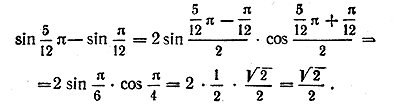 sin 5/12 π − sin π/12 = 2 sin (5/12 π − π/12)/2 · cos (5/12 π + π/12)/2 ⇒
= 2 sin π/6 · cos π/4 = 2 · 1/2 · √2/2 = √2/2 .